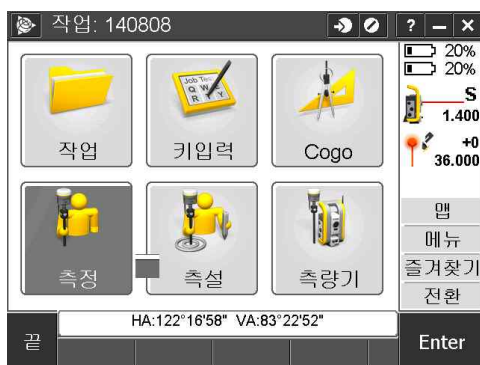 작업: 140808
? – X
20%
20%
S
1.400
+0
36.000
작업
키입력
Cogo
측정
측설
측량기
맵
메뉴
즐겨찾기
전환
HA:122°16'58" VA:83°22'52"
끝
Enter